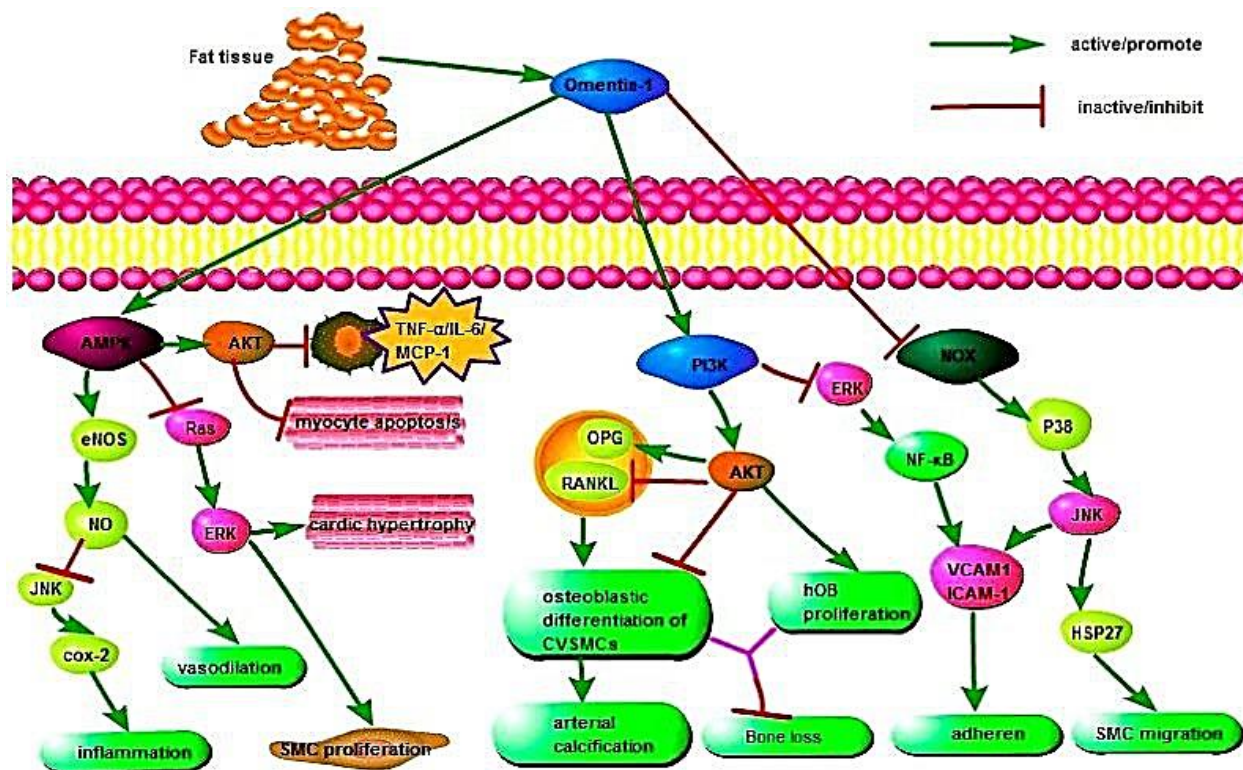 Fat tissue
Omentin-1
active/promote
inactive/inhibit
AMPK
AKT
TNF-α/IL-6/
MCP-1
PI3K
NOX
ERK
eNOS
Ras
myocyte apoptosis
OPG
P38
NF-κB
RANKL
AKT
NO
ERK
cardic hypertrophy
JNK
JNK
VCAM1
ICAM-1
osteoblastic
differentiation of
CVSMCs
hOB
proliferation
HSP27
cox-2
vasodilation
inflammation
SMC proliferation
arterial
calcification
Bone loss
adheren
SMC migration